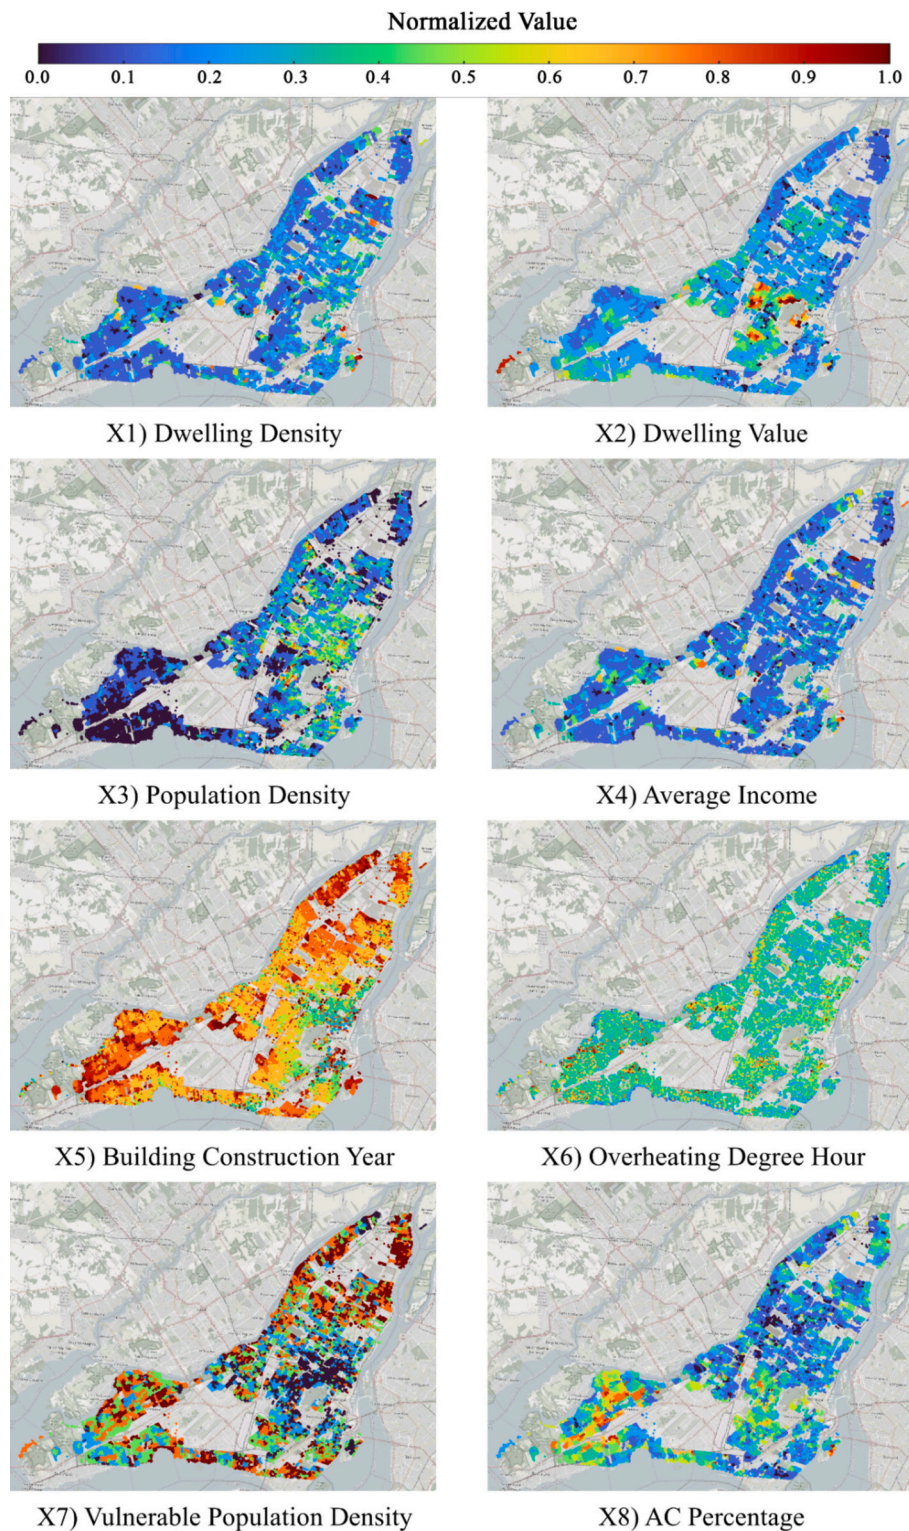 Normalized Value
0.0 0.1 0.2 0.3 0.4 0.5 0.6 0.7 0.8 0.9 1.0
X1) Dwelling Density X2) Dwelling Value
X3) Population Density X4) Average Income
X5) Building Construction Year X6) Overheating Degree Hour
X7) Vulnerable Population Density X8) AC Percentage